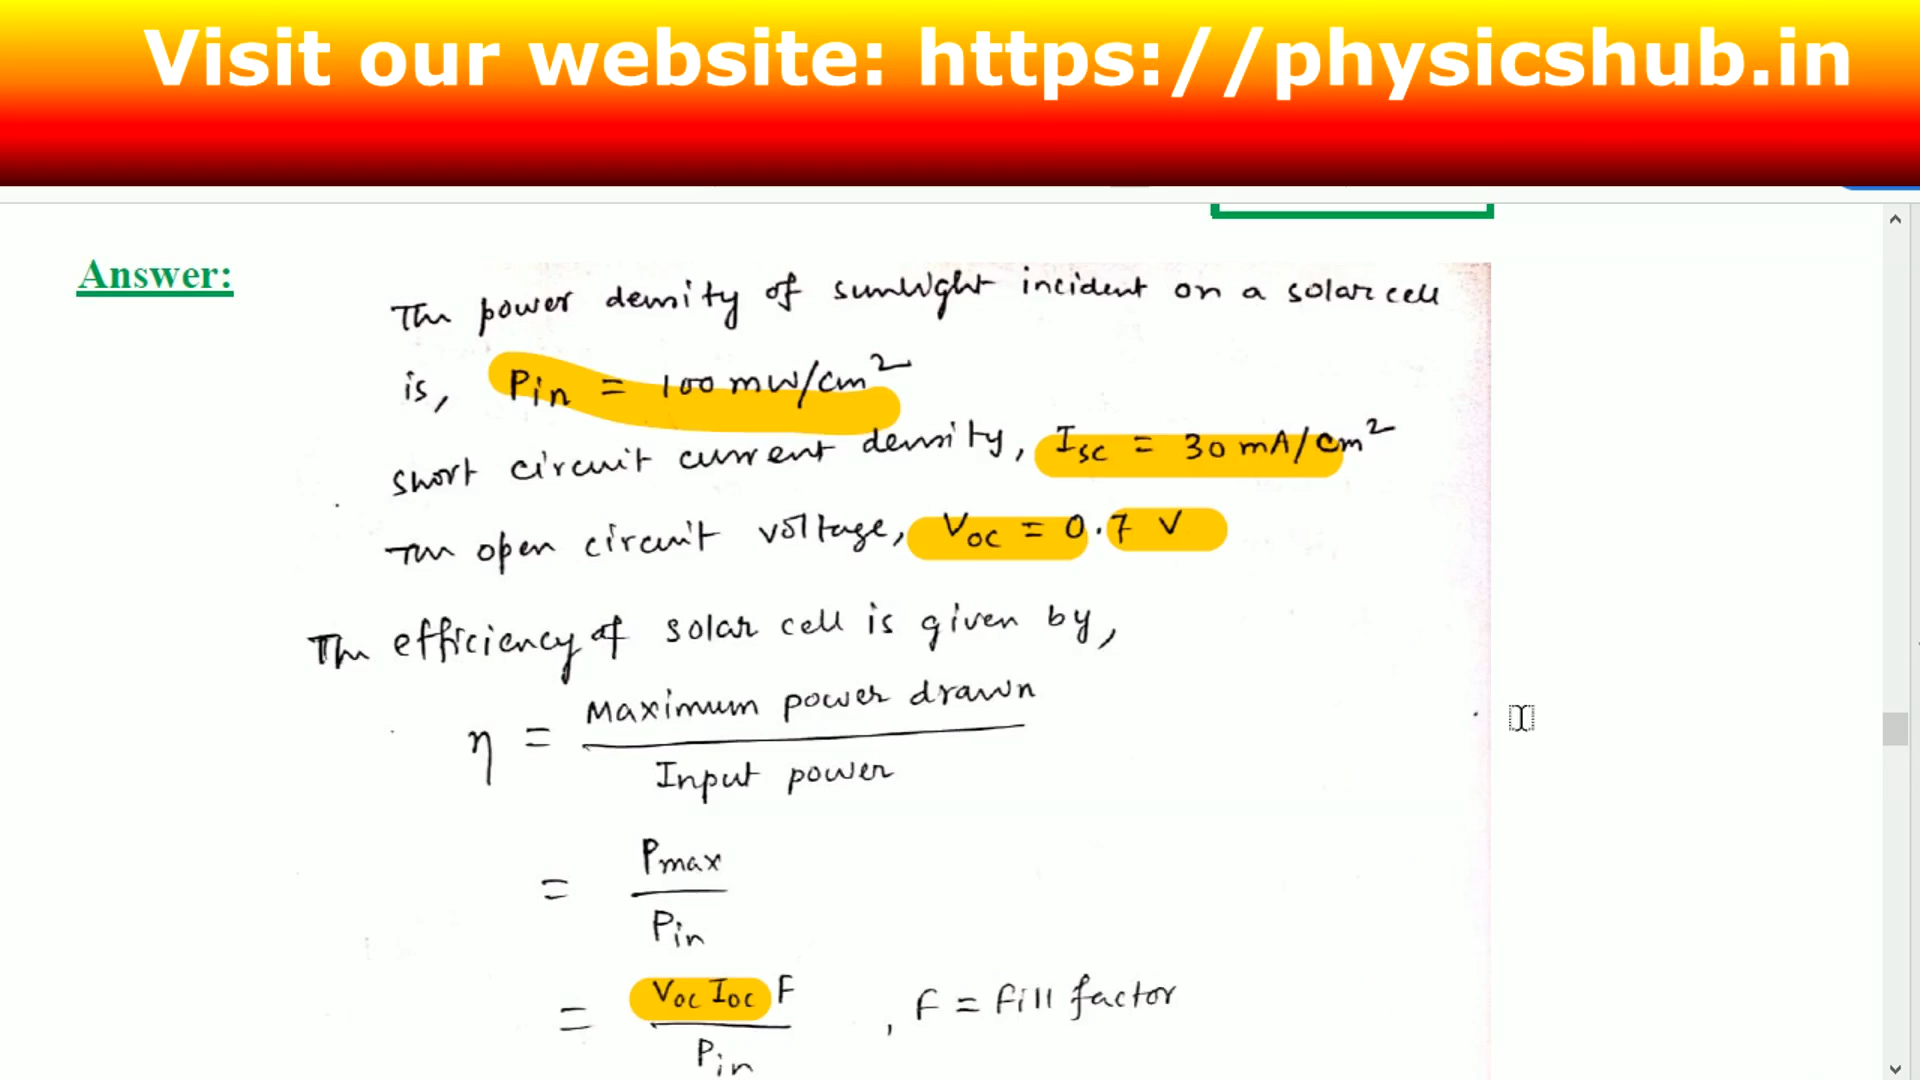 Visit our website: https://physicshub.in
Answer:
The power density of sunlight incident on a solar cell
is, Pin = 100 mW/cm²
Short circuit current density, Isc = 30 mA/cm²
The open circuit voltage, Voc = 0.7 V
The efficiency of solar cell is given by,
η = Maximum power drawn
Input power
= Pmax
Pin
= Voc Ioc F , F = fill factor
Pin